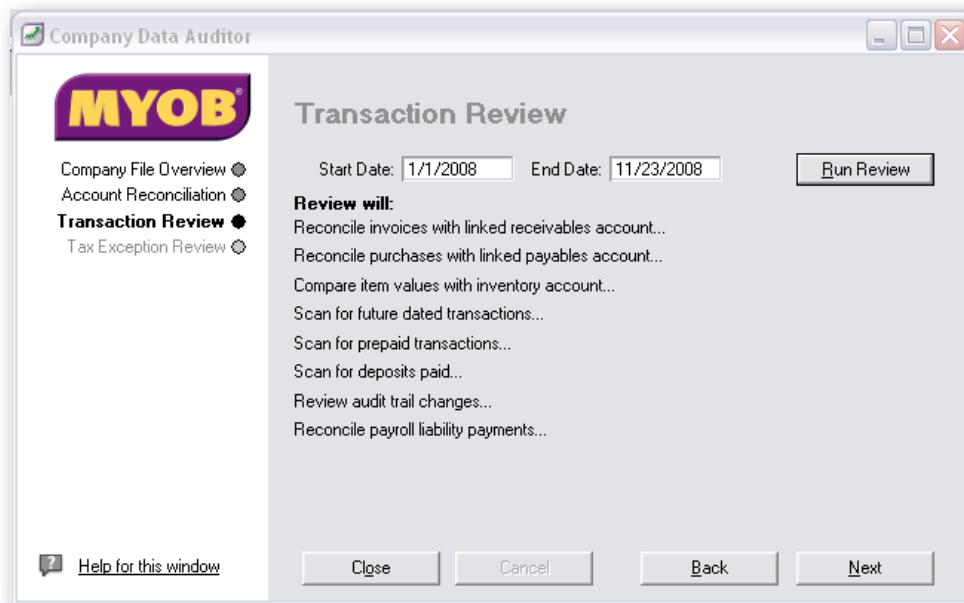 Company Data Auditor
MYOB®
Company File Overview
Account Reconciliation
Transaction Review
Tax Exception Review
Transaction Review
Start Date: 1/1/2008 End Date: 11/23/2008 Run Review
Review will:
Reconcile invoices with linked receivables account...
Reconcile purchases with linked payables account...
Compare item values with inventory account...
Scan for future dated transactions...
Scan for prepaid transactions...
Scan for deposits paid...
Review audit trail changes...
Reconcile payroll liability payments...
? Help for this window
Close Cancel Back Next